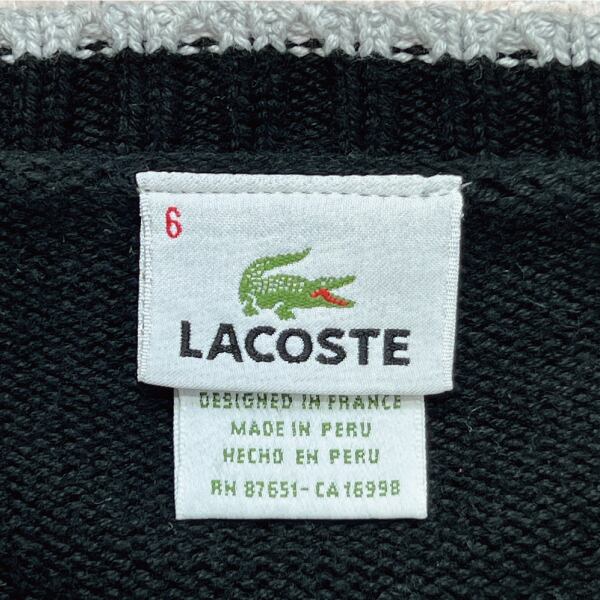 6
LACOSTE
DESIGNED IN FRANCE
MADE IN PERU
HECHO EN PERU
RN 87651-CA 16998